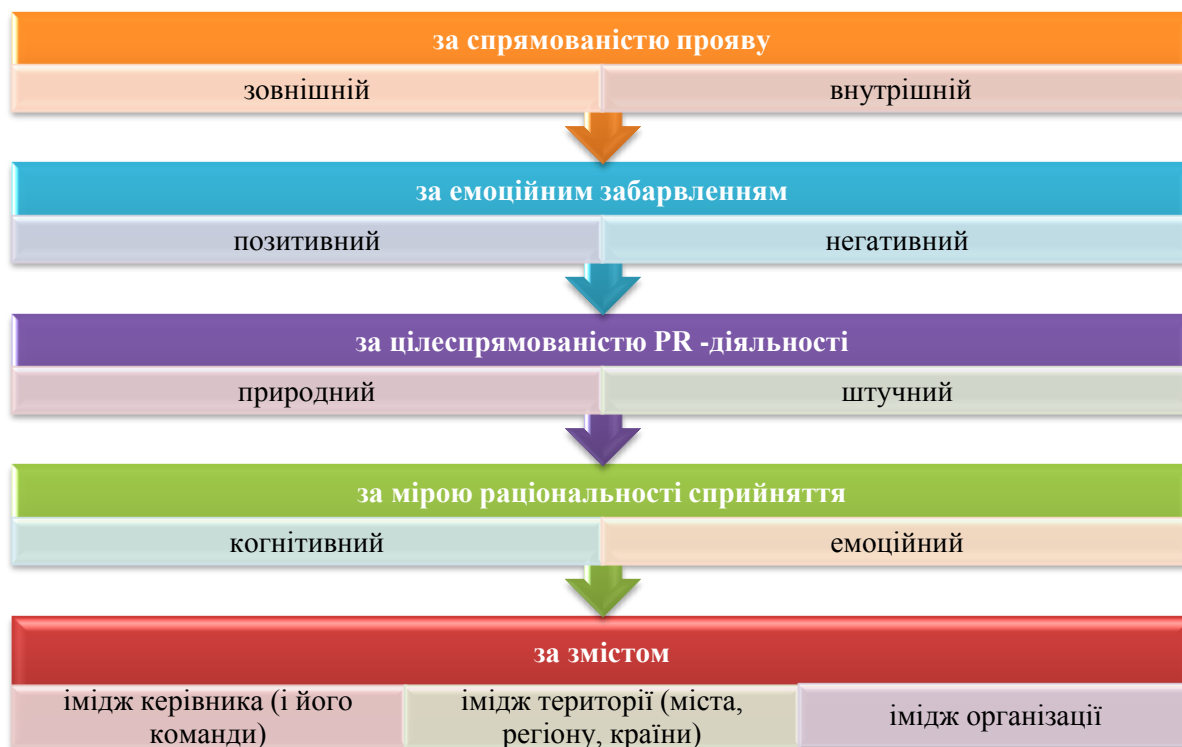 за спрямованістю прояву
зовнішній
внутрішній
за емоційним забарвленням
позитивний
негативний
за цілеспрямованістю PR -діяльності
природний
штучний
за мірою раціональності сприйняття
когнітивний
емоційний
за змістом
імідж керівника (і його
команди)
імідж території (міста,
регіону, країни)
імідж організації